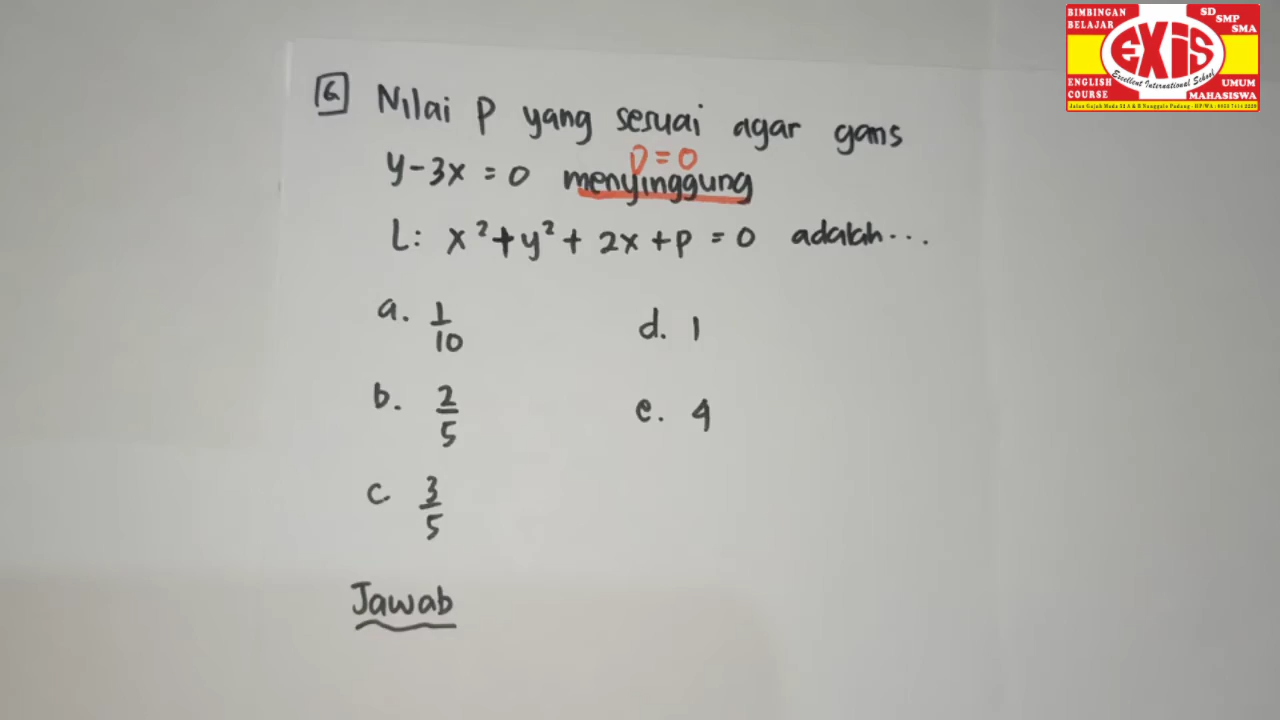 BIMBINGAN
BELAJAR
SD
SMP
SMA
EXIS
Excellent International School
ENGLISH
COURSE
UMUM
MAHASISWA
6 Nilai P yang sesuai agar garis
D = 0
y - 3x = 0 menyinggung
L: x² + y² + 2x + p = 0 adalah...
a. 1/10
d. 1
b. 2/5
e. 4
c. 3/5
Jawab